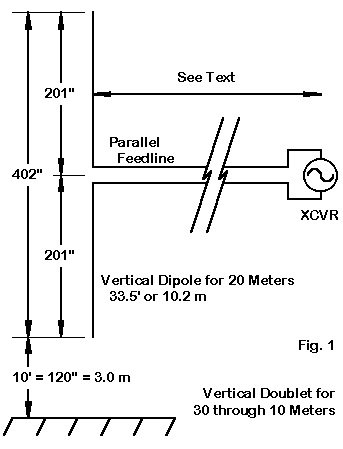 See Text
201"
Parallel
Feedline
402"
XCVR
201"
Vertical Dipole for 20 Meters
33.5' or 10.2 m
Fig. 1
10' = 120" = 3.0 m
Vertical Doublet for
30 through 10 Meters